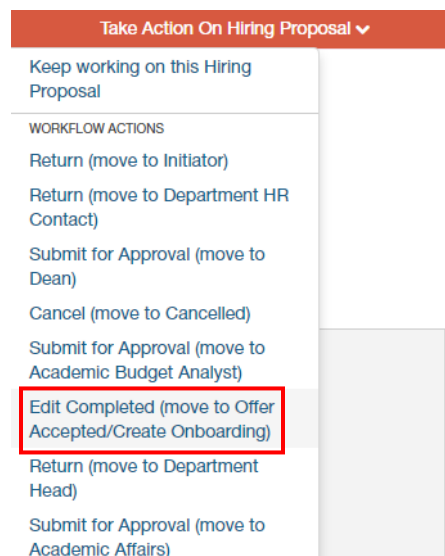 Take Action On Hiring Proposal
Keep working on this Hiring
Proposal
WORKFLOW ACTIONS
Return (move to Initiator)
Return (move to Department HR
Contact)
Submit for Approval (move to
Dean)
Cancel (move to Cancelled)
Submit for Approval (move to
Academic Budget Analyst)
Edit Completed (move to Offer
Accepted/Create Onboarding)
Return (move to Department
Head)
Submit for Approval (move to
Academic Affairs)